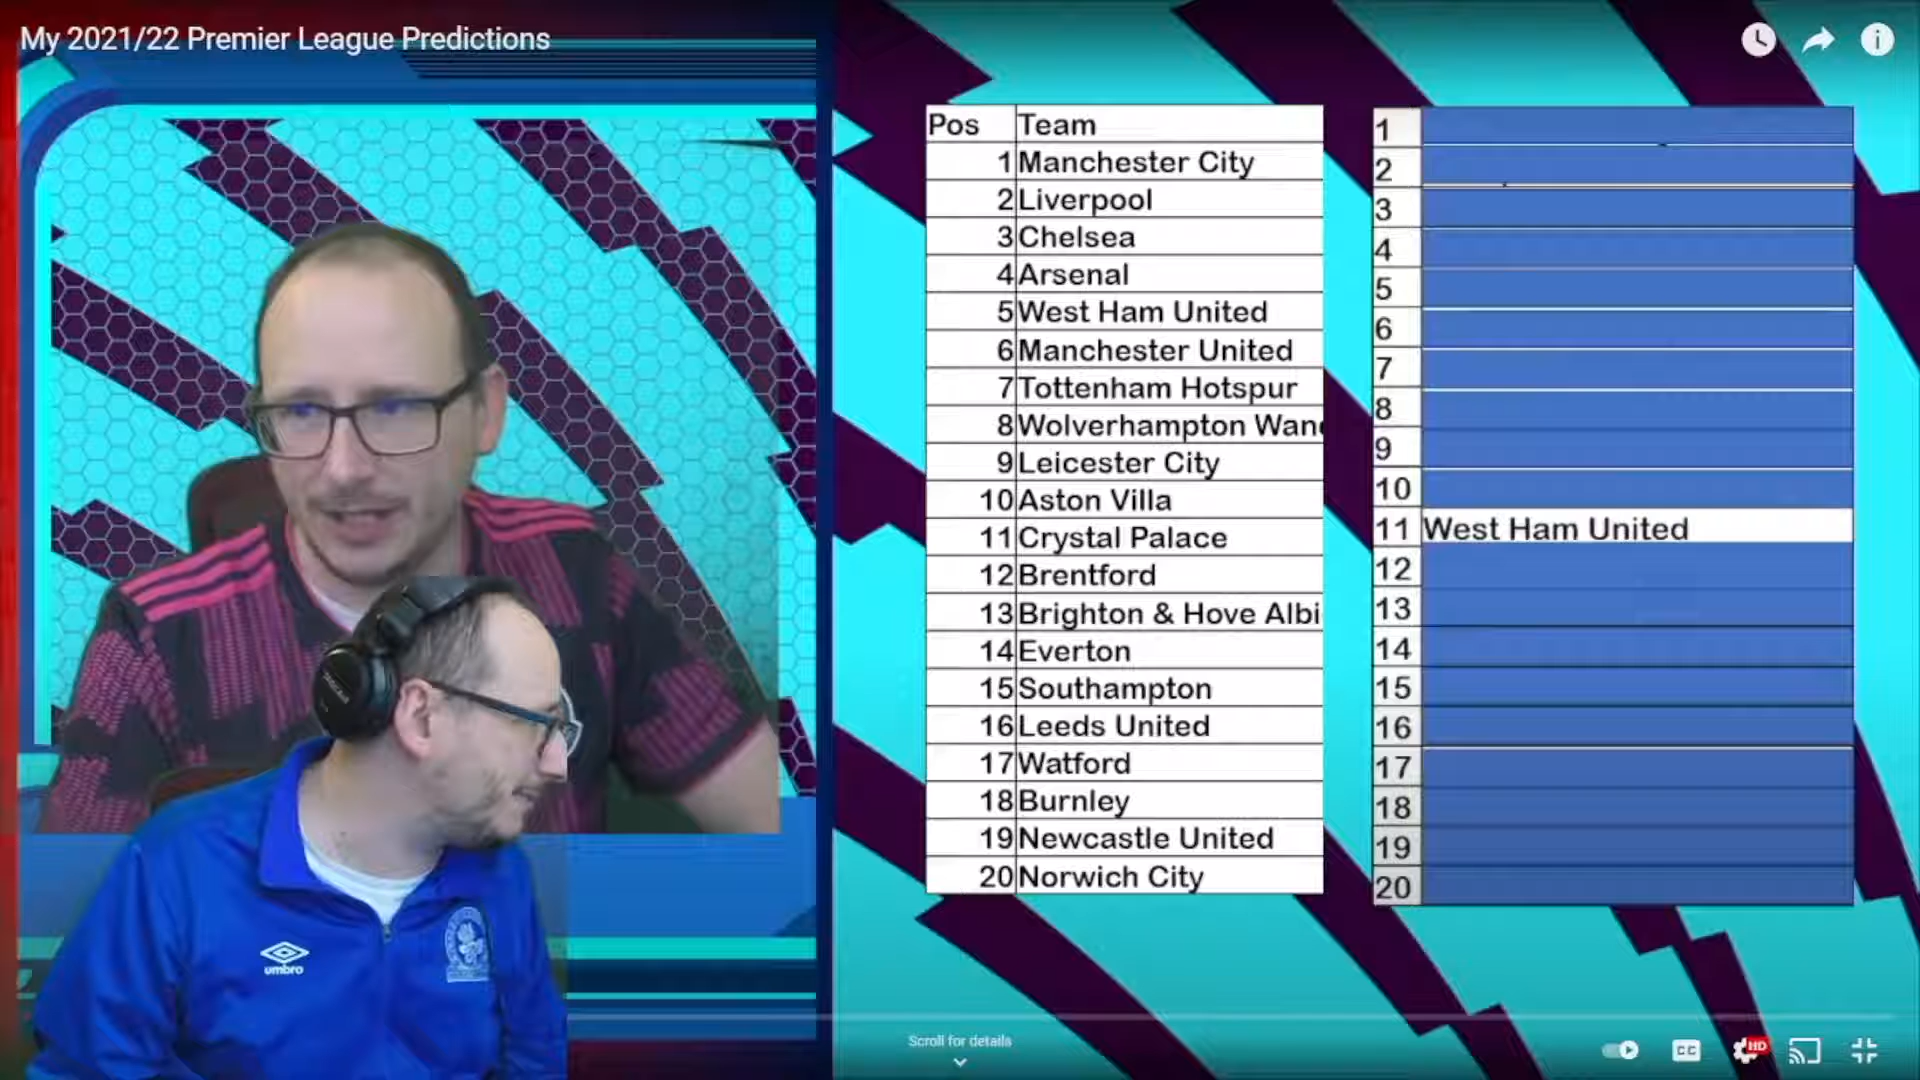 My 2021/22 Premier League Predictions
Pos Team
1 Manchester City
2 Liverpool
3 Chelsea
4 Arsenal
5 West Ham United
6 Manchester United
7 Tottenham Hotspur
8 Wolverhampton Wan
9 Leicester City
10 Aston Villa
11 Crystal Palace
12 Brentford
13 Brighton & Hove Albi
14 Everton
15 Southampton
16 Leeds United
17 Watford
18 Burnley
19 Newcastle United
20 Norwich City
1
2
3
4
5
6
7
8
9
10
11 West Ham United
12
13
14
15
16
17
18
19
20
umbro
Scroll for details
CC
HD